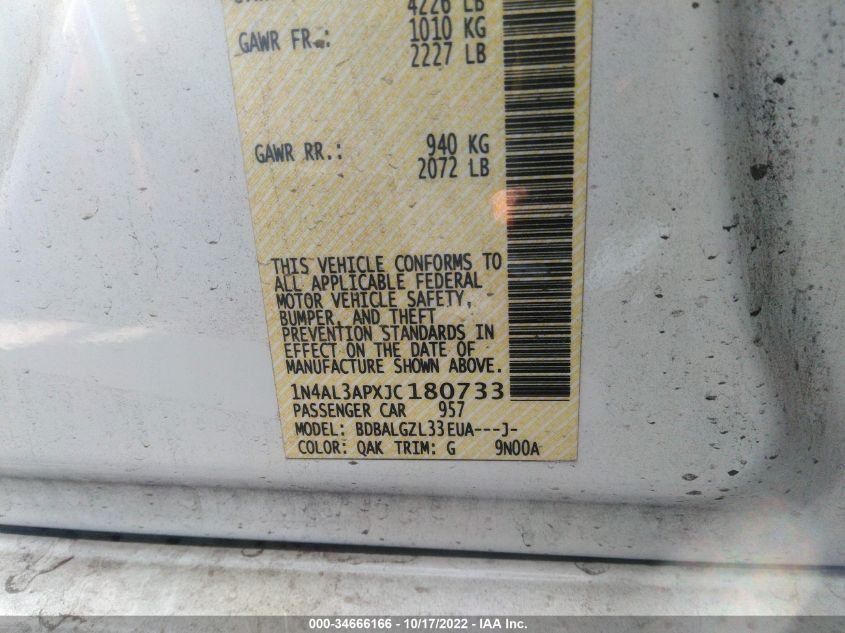 4226 LB
GAWR FR.: 1010 KG
2227 LB
GAWR RR.: 940 KG
2072 LB
THIS VEHICLE CONFORMS TO
ALL APPLICABLE FEDERAL
MOTOR VEHICLE SAFETY,
BUMPER, AND THEFT
PREVENTION STANDARDS IN
EFFECT ON THE DATE OF
MANUFACTURE SHOWN ABOVE.
1N4AL3APXJC180733
PASSENGER CAR 957
MODEL: BDBALGZL33EUA---J-
COLOR: QAK TRIM: G 9N00A
000-34666166 - 10/17/2022 - IAA Inc.